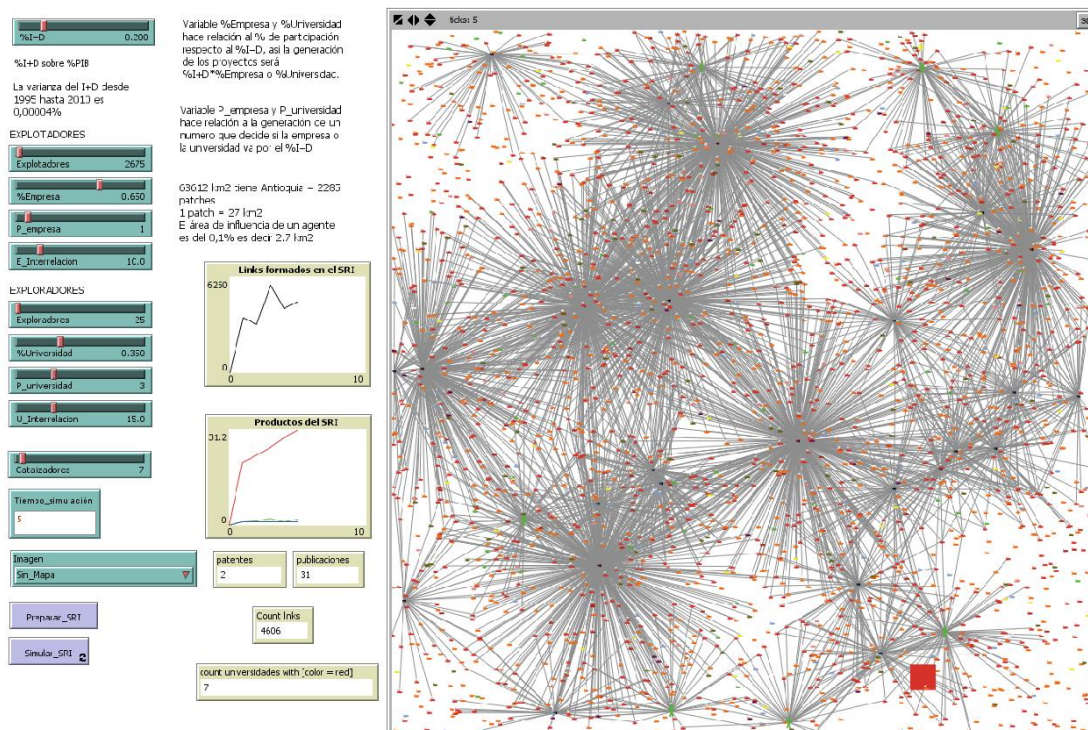 %I-D 0.200
%I+D sobre %PIB
La varianza del I+D desde
1995 hasta 2010 es
0,00004%
EXPLOTADORES
Explotadores 2675
%Empresa 0.650
P_empresa 1
E_Interrelacion 10.0
EXPLORADORES
Exploradores 25
%Universidad 0.350
P_universidad 3
U_Interrelacion 15.0
Catalizadores 7
Tiempo_simulación
5
Imagen
Sin_Mapa
Preparar_SRI
Simular_SRI
Variable %Empresa y %Universidad
hace relación al % de participación
respecto al %I-D, asi la generación
de los proyectos será
%I+D*%Empresa o %Universdac.
Variable P_empresa y P_universidad
hace relación a la generación ce un
numero que decide si la empresa o
la unversidad va por el %I-D
63612 km2 tiene Antioquia - 2285
patches
1 patch = 27 km2
E área de influencia de un agente
es del 0,1% es decir 2.7 km2
Links formados en el SRI
6250
0
0 10
Productos del SRI
31.2
0
0 10
patentes
2
publicaciones
31
Count lnks
4606
count universidades with [color = red]
7
ticks: 5